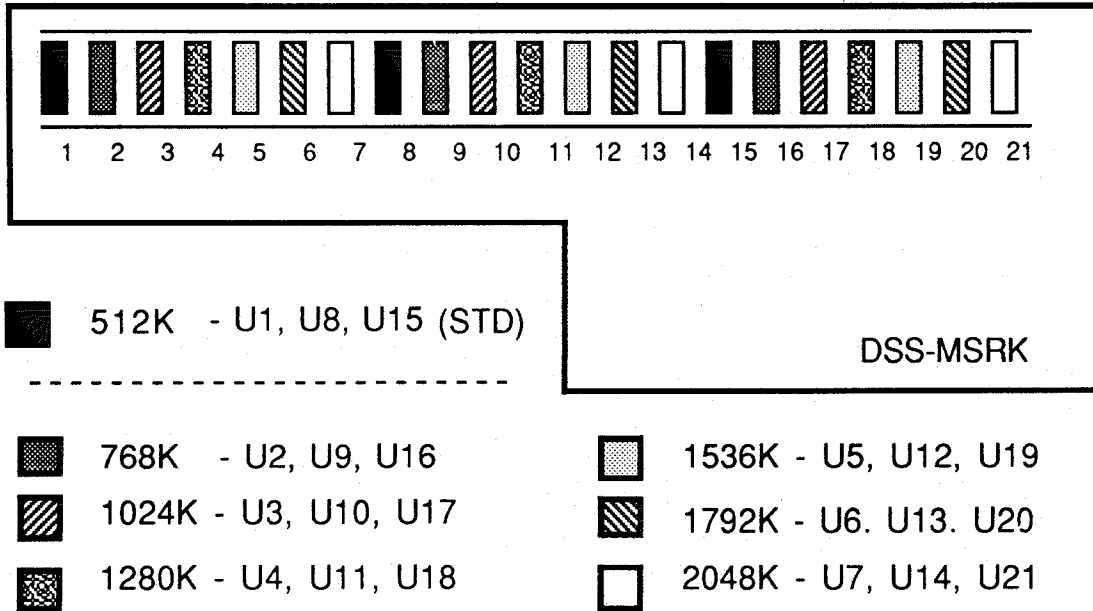 1 2 3 4 5 6 7 8 9 10 11 12 13 14 15 16 17 18 19 20 21
512K - U1, U8, U15 (STD)
DSS-MSRK
768K - U2, U9, U16
1024K - U3, U10, U17
1280K - U4, U11, U18
1536K - U5, U12, U19
1792K - U6. U13. U20
2048K - U7, U14, U21